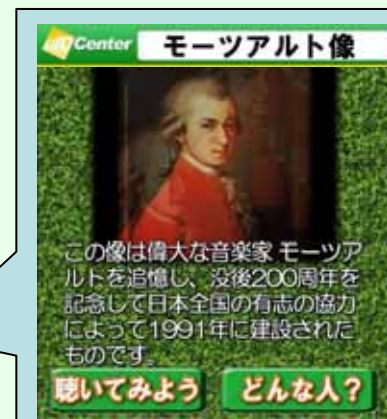 Center モーツアルト像
この像は偉大な音楽家 モーツア
ルトを追憶し、没後200周年を
記念して日本全国の有志の協力
によって1991年に建設された
ものです。
聴いてみよう どんな人?